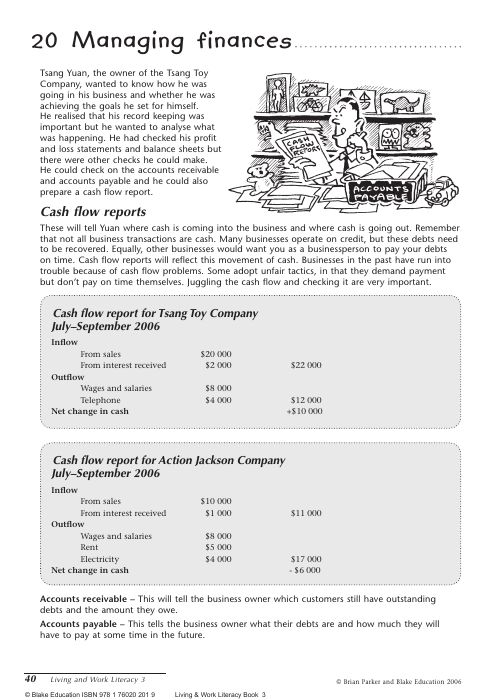 20 Managing finances
Tsang Yuan, the owner of the Tsang Toy
Company, wanted to know how he was
going in his business and whether he was
achieving the goals he set for himself.
He realised that his record keeping was
important but he wanted to analyse what
was happening. He had checked his profit
and loss statements and balance sheets but
there were other checks he could make.
He could check on the accounts receivable
and accounts payable and he could also
prepare a cash flow report.
CASH
FLOW
REPORT
ACCOUNTS
PAYABLE
Cash flow reports
These will tell Yuan where cash is coming into the business and where cash is going out. Remember
that not all business transactions are cash. Many businesses operate on credit, but these debts need
to be recovered. Equally, other businesses would want you as a businessperson to pay your debts
on time. Cash flow reports will reflect this movement of cash. Businesses in the past have run into
trouble because of cash flow problems. Some adopt unfair tactics, in that they demand payment
but don't pay on time themselves. Juggling the cash flow and checking it are very important.
Cash flow report for Tsang Toy Company
July–September 2006
Inflow
From sales $20 000
From interest received $2 000 $22 000
Outflow
Wages and salaries $8 000
Telephone $4 000 $12 000
Net change in cash +$10 000
Cash flow report for Action Jackson Company
July–September 2006
Inflow
From sales $10 000
From interest received $1 000 $11 000
Outflow
Wages and salaries $8 000
Rent $5 000
Electricity $4 000 $17 000
Net change in cash - $6 000
Accounts receivable – This will tell the business owner which customers still have outstanding
debts and the amount they owe.
Accounts payable – This tells the business owner what their debts are and how much they will
have to pay at some time in the future.
40 Living and Work Literacy 3
© Brian Parker and Blake Education 2006
© Blake Education ISBN 978 1 76020 201 9 Living & Work Literacy Book 3